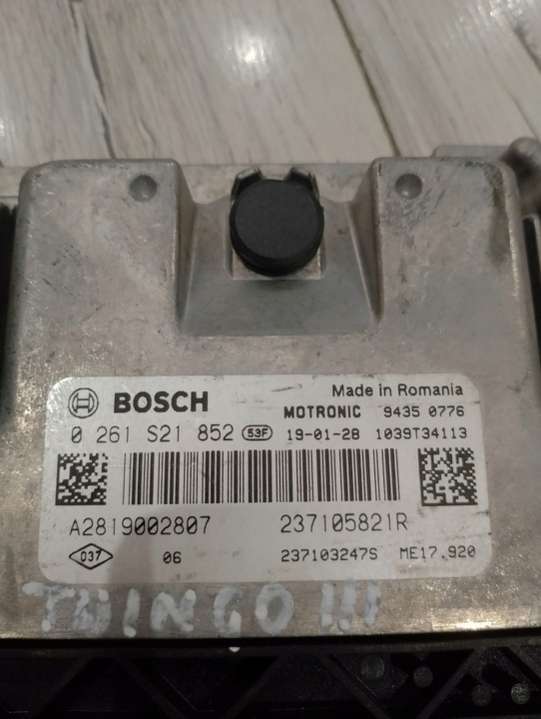 BOSCH Made in Romania
MOTRONIC 9435 0776
0 261 S21 852 53F 19-01-28 1039T34113
A2819002807 237105821R
037 06 237103247S ME17.920
TWINGO III